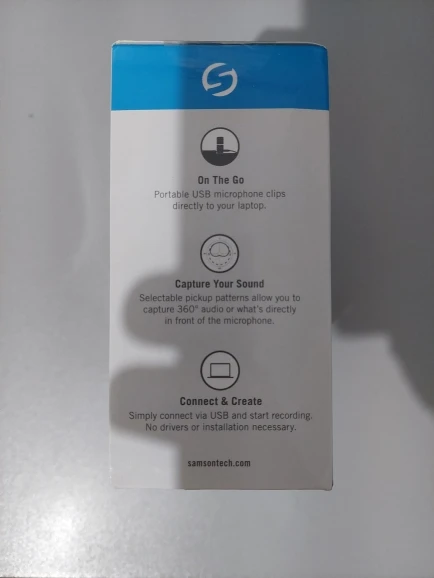 On The Go
Portable USB microphone clips
directly to your laptop.
Capture Your Sound
Selectable pickup patterns allow you to
capture 360° audio or what's directly
in front of the microphone.
Connect & Create
Simply connect via USB and start recording.
No drivers or installation necessary.
samsontech.com